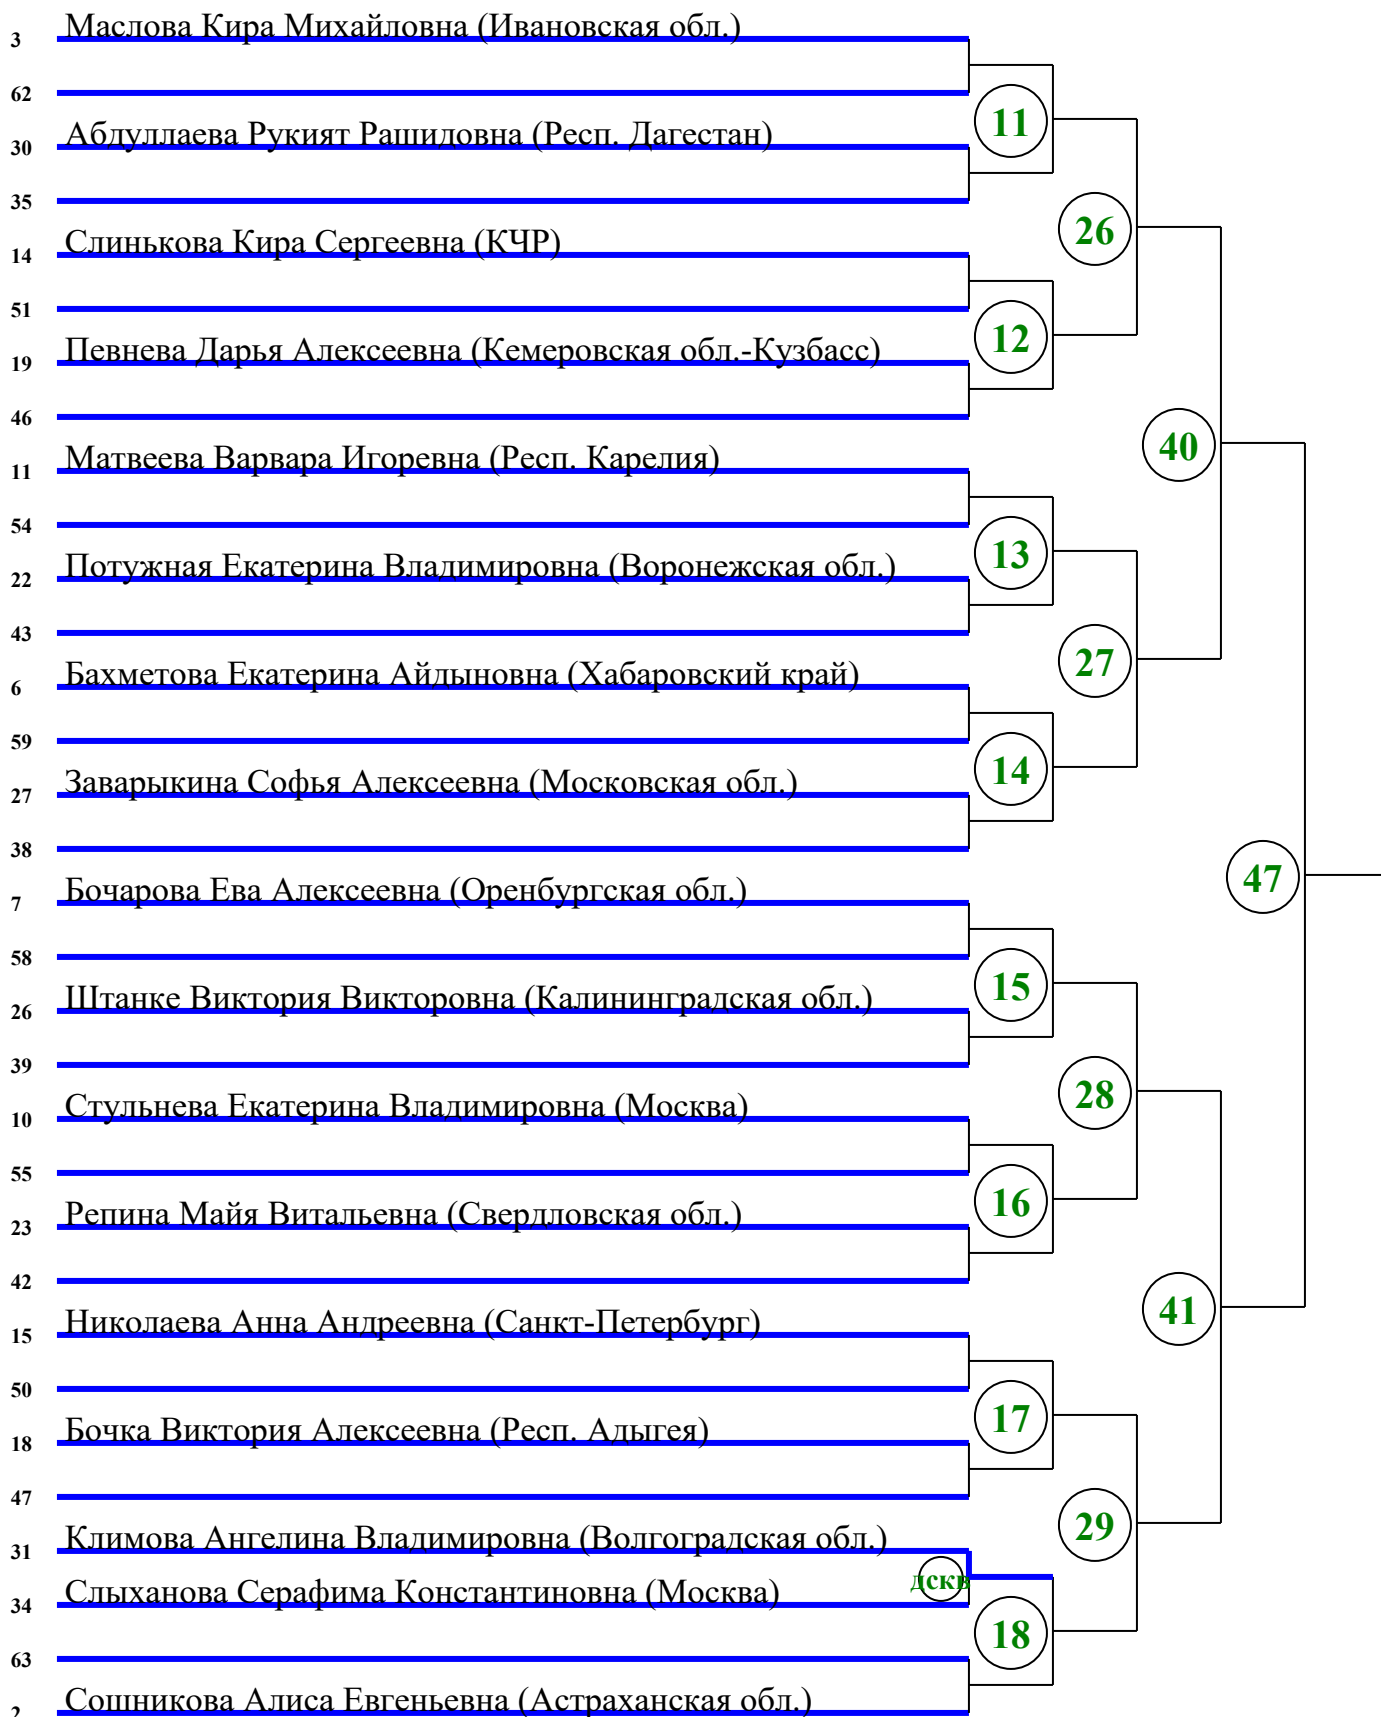 3 Маслова Кира Михайловна (Ивановская обл.)
62
11
30 Абдуллаева Рукият Рашидовна (Респ. Дагестан)
35
26
14 Слинькова Кира Сергеевна (КЧР)
51
12
19 Певнева Дарья Алексеевна (Кемеровская обл.-Кузбасс)
46
40
11 Матвеева Варвара Игоревна (Респ. Карелия)
54
13
22 Потужная Екатерина Владимировна (Воронежская обл.)
43
27
6 Бахметова Екатерина Айдыновна (Хабаровский край)
59
14
27 Заварыкина Софья Алексеевна (Московская обл.)
38
47
7 Бочарова Ева Алексеевна (Оренбургская обл.)
58
15
26 Штанке Виктория Викторовна (Калининградская обл.)
39
28
10 Стульнева Екатерина Владимировна (Москва)
55
16
23 Репина Майя Витальевна (Свердловская обл.)
42
41
15 Николаева Анна Андреевна (Санкт-Петербург)
50
17
18 Бочка Виктория Алексеевна (Респ. Адыгея)
47
29
31 Климова Ангелина Владимировна (Волгоградская обл.)
дскв
34 Слыханова Серафима Константиновна (Москва)
18
63
2 Сошникова Алиса Евгеньевна (Астраханская обл.)